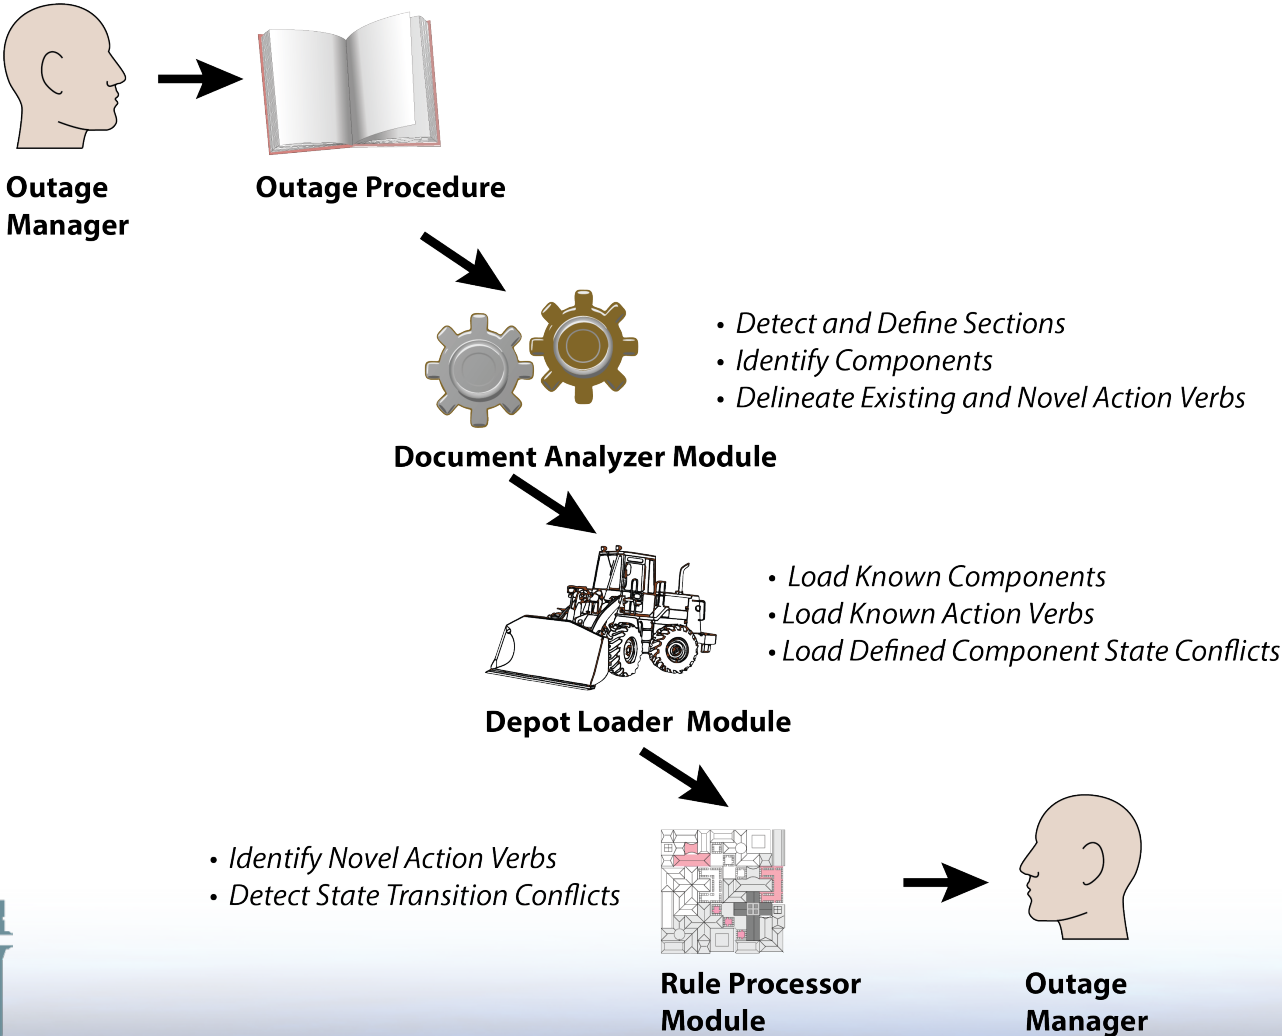 Outage
Manager
Outage Procedure
• Detect and Define Sections
• Identify Components
• Delineate Existing and Novel Action Verbs
Document Analyzer Module
• Load Known Components
• Load Known Action Verbs
• Load Defined Component State Conflicts
Depot Loader Module
• Identify Novel Action Verbs
• Detect State Transition Conflicts
Rule Processor
Module
Outage
Manager